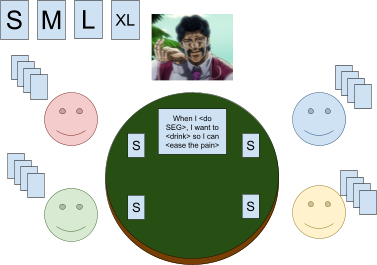 S M L XL
When I <do
SEG>, I want to
<drink> so I can
<ease the pain>
S S
S S